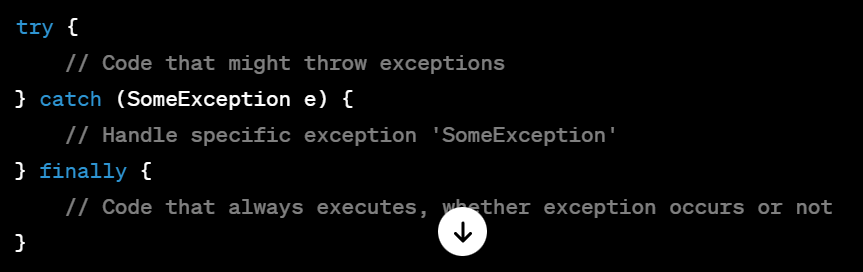 try {
    // Code that might throw exceptions
} catch (SomeException e) {
    // Handle specific exception 'SomeException'
} finally {
    // Code that always executes, whether exception occurs or not
}